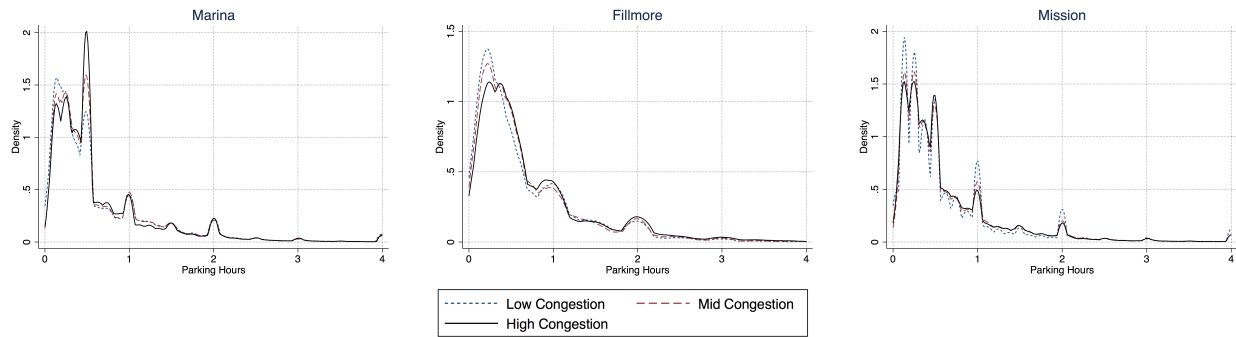 Marina
Density
0 .5 1 1.5 2
0 1 2 3 4
Parking Hours
Fillmore
Density
0 .5 1 1.5
0 1 2 3 4
Parking Hours
Mission
Density
0 .5 1 1.5 2
0 1 2 3 4
Parking Hours
Low Congestion Mid Congestion
High Congestion